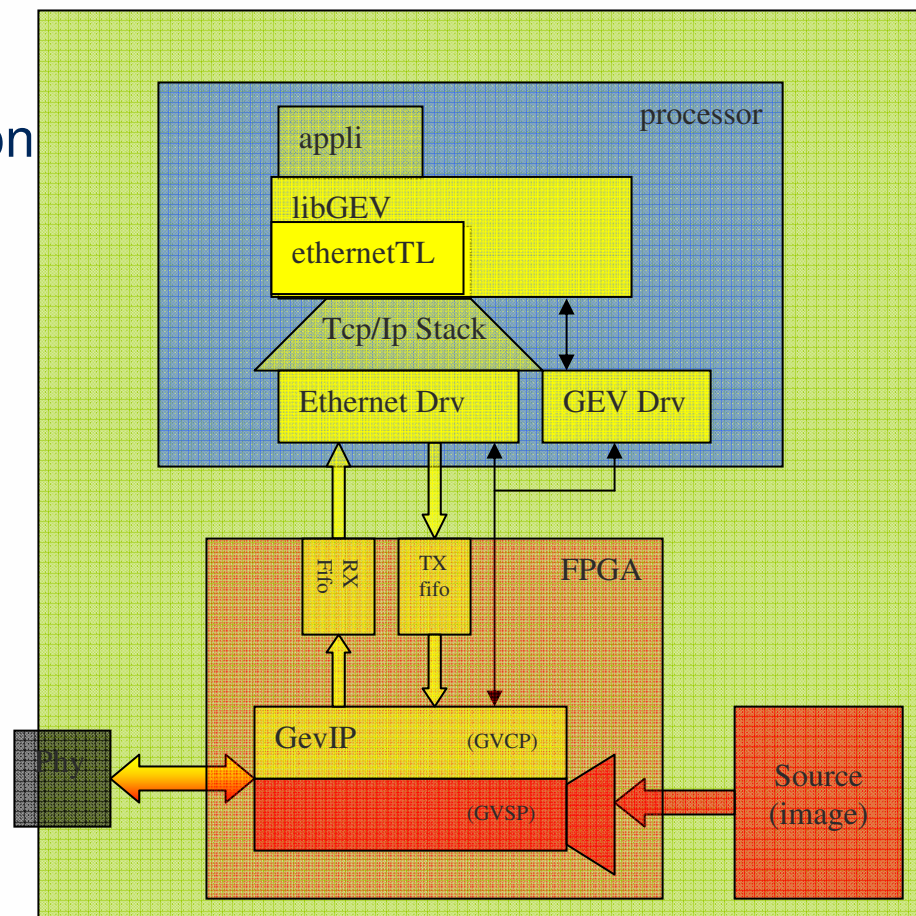 on
processor
appli
libGEV
ethernetTL
Tcp/Ip Stack
Ethernet Drv
GEV Drv
RX
Fifo
TX
fifo
FPGA
GevIP
(GVCP)
Phy
(GVSP)
Source
(image)